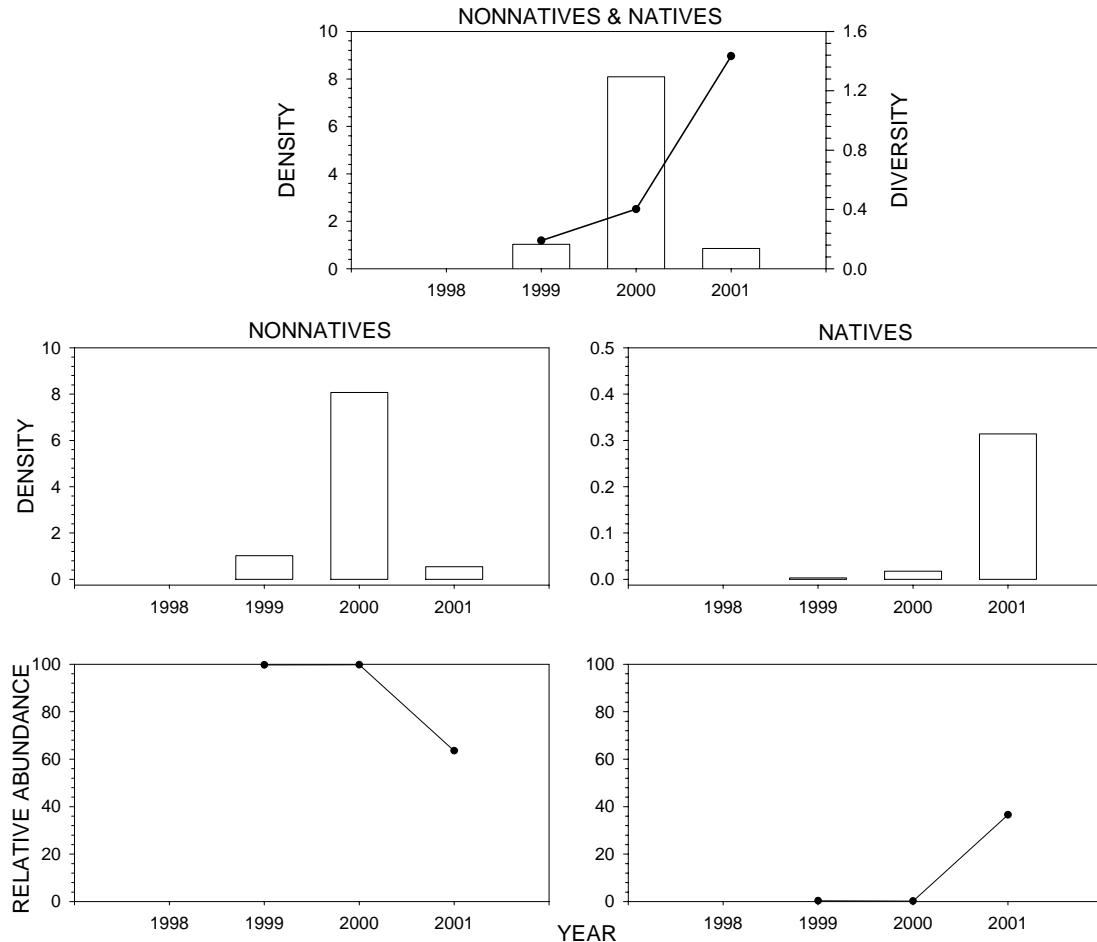 NONNATIVES & NATIVES
10
8
6
4
2
0
DENSITY
1.6
1.2
0.8
0.4
0.0
DIVERSITY
1998 1999 2000 2001
NONNATIVES
10
8
6
4
2
0
DENSITY
1998 1999 2000 2001
NATIVES
0.5
0.4
0.3
0.2
0.1
0.0
1998 1999 2000 2001
100
80
60
40
20
0
RELATIVE ABUNDANCE
1998 1999 2000 2001
100
80
60
40
20
0
1998 1999 2000 2001
YEAR